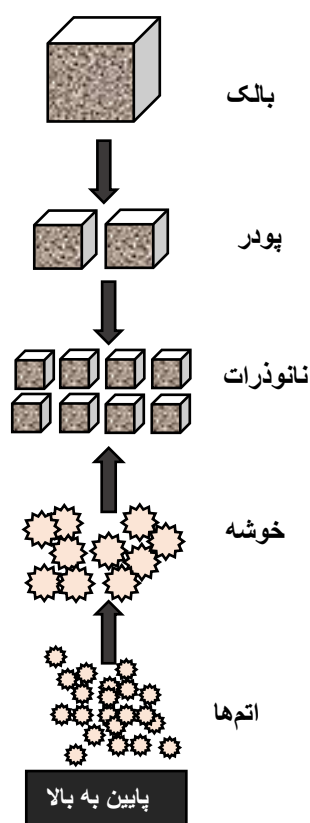 بالک
پودر
نانوذرات
خوشه
اتم‌ها
پایین به بالا